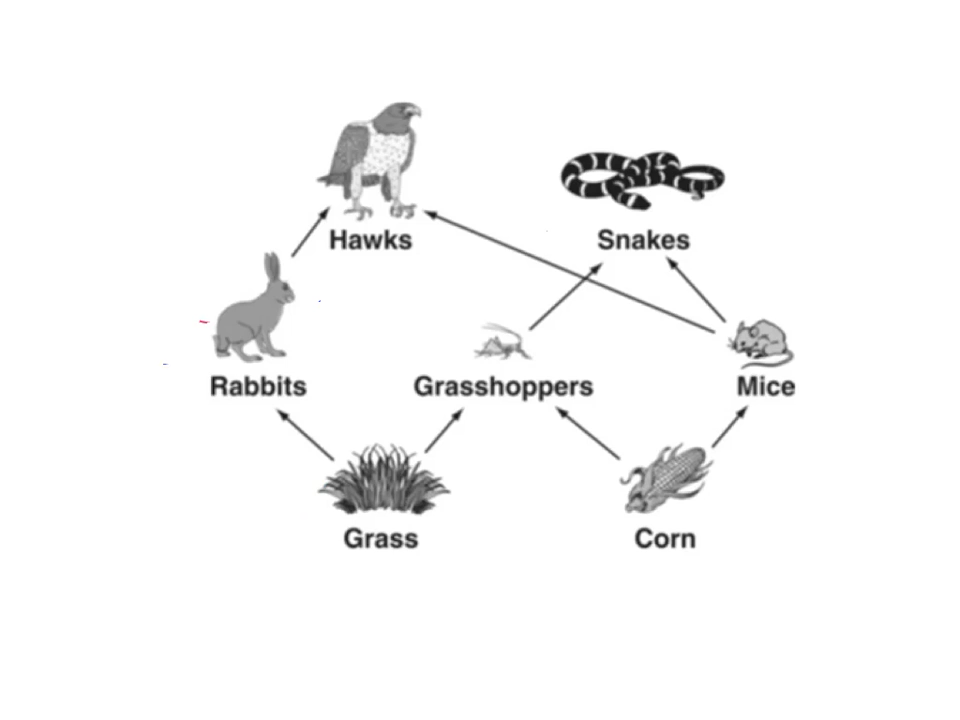 Hawks
Snakes
Rabbits
Grasshoppers
Mice
Grass
Corn